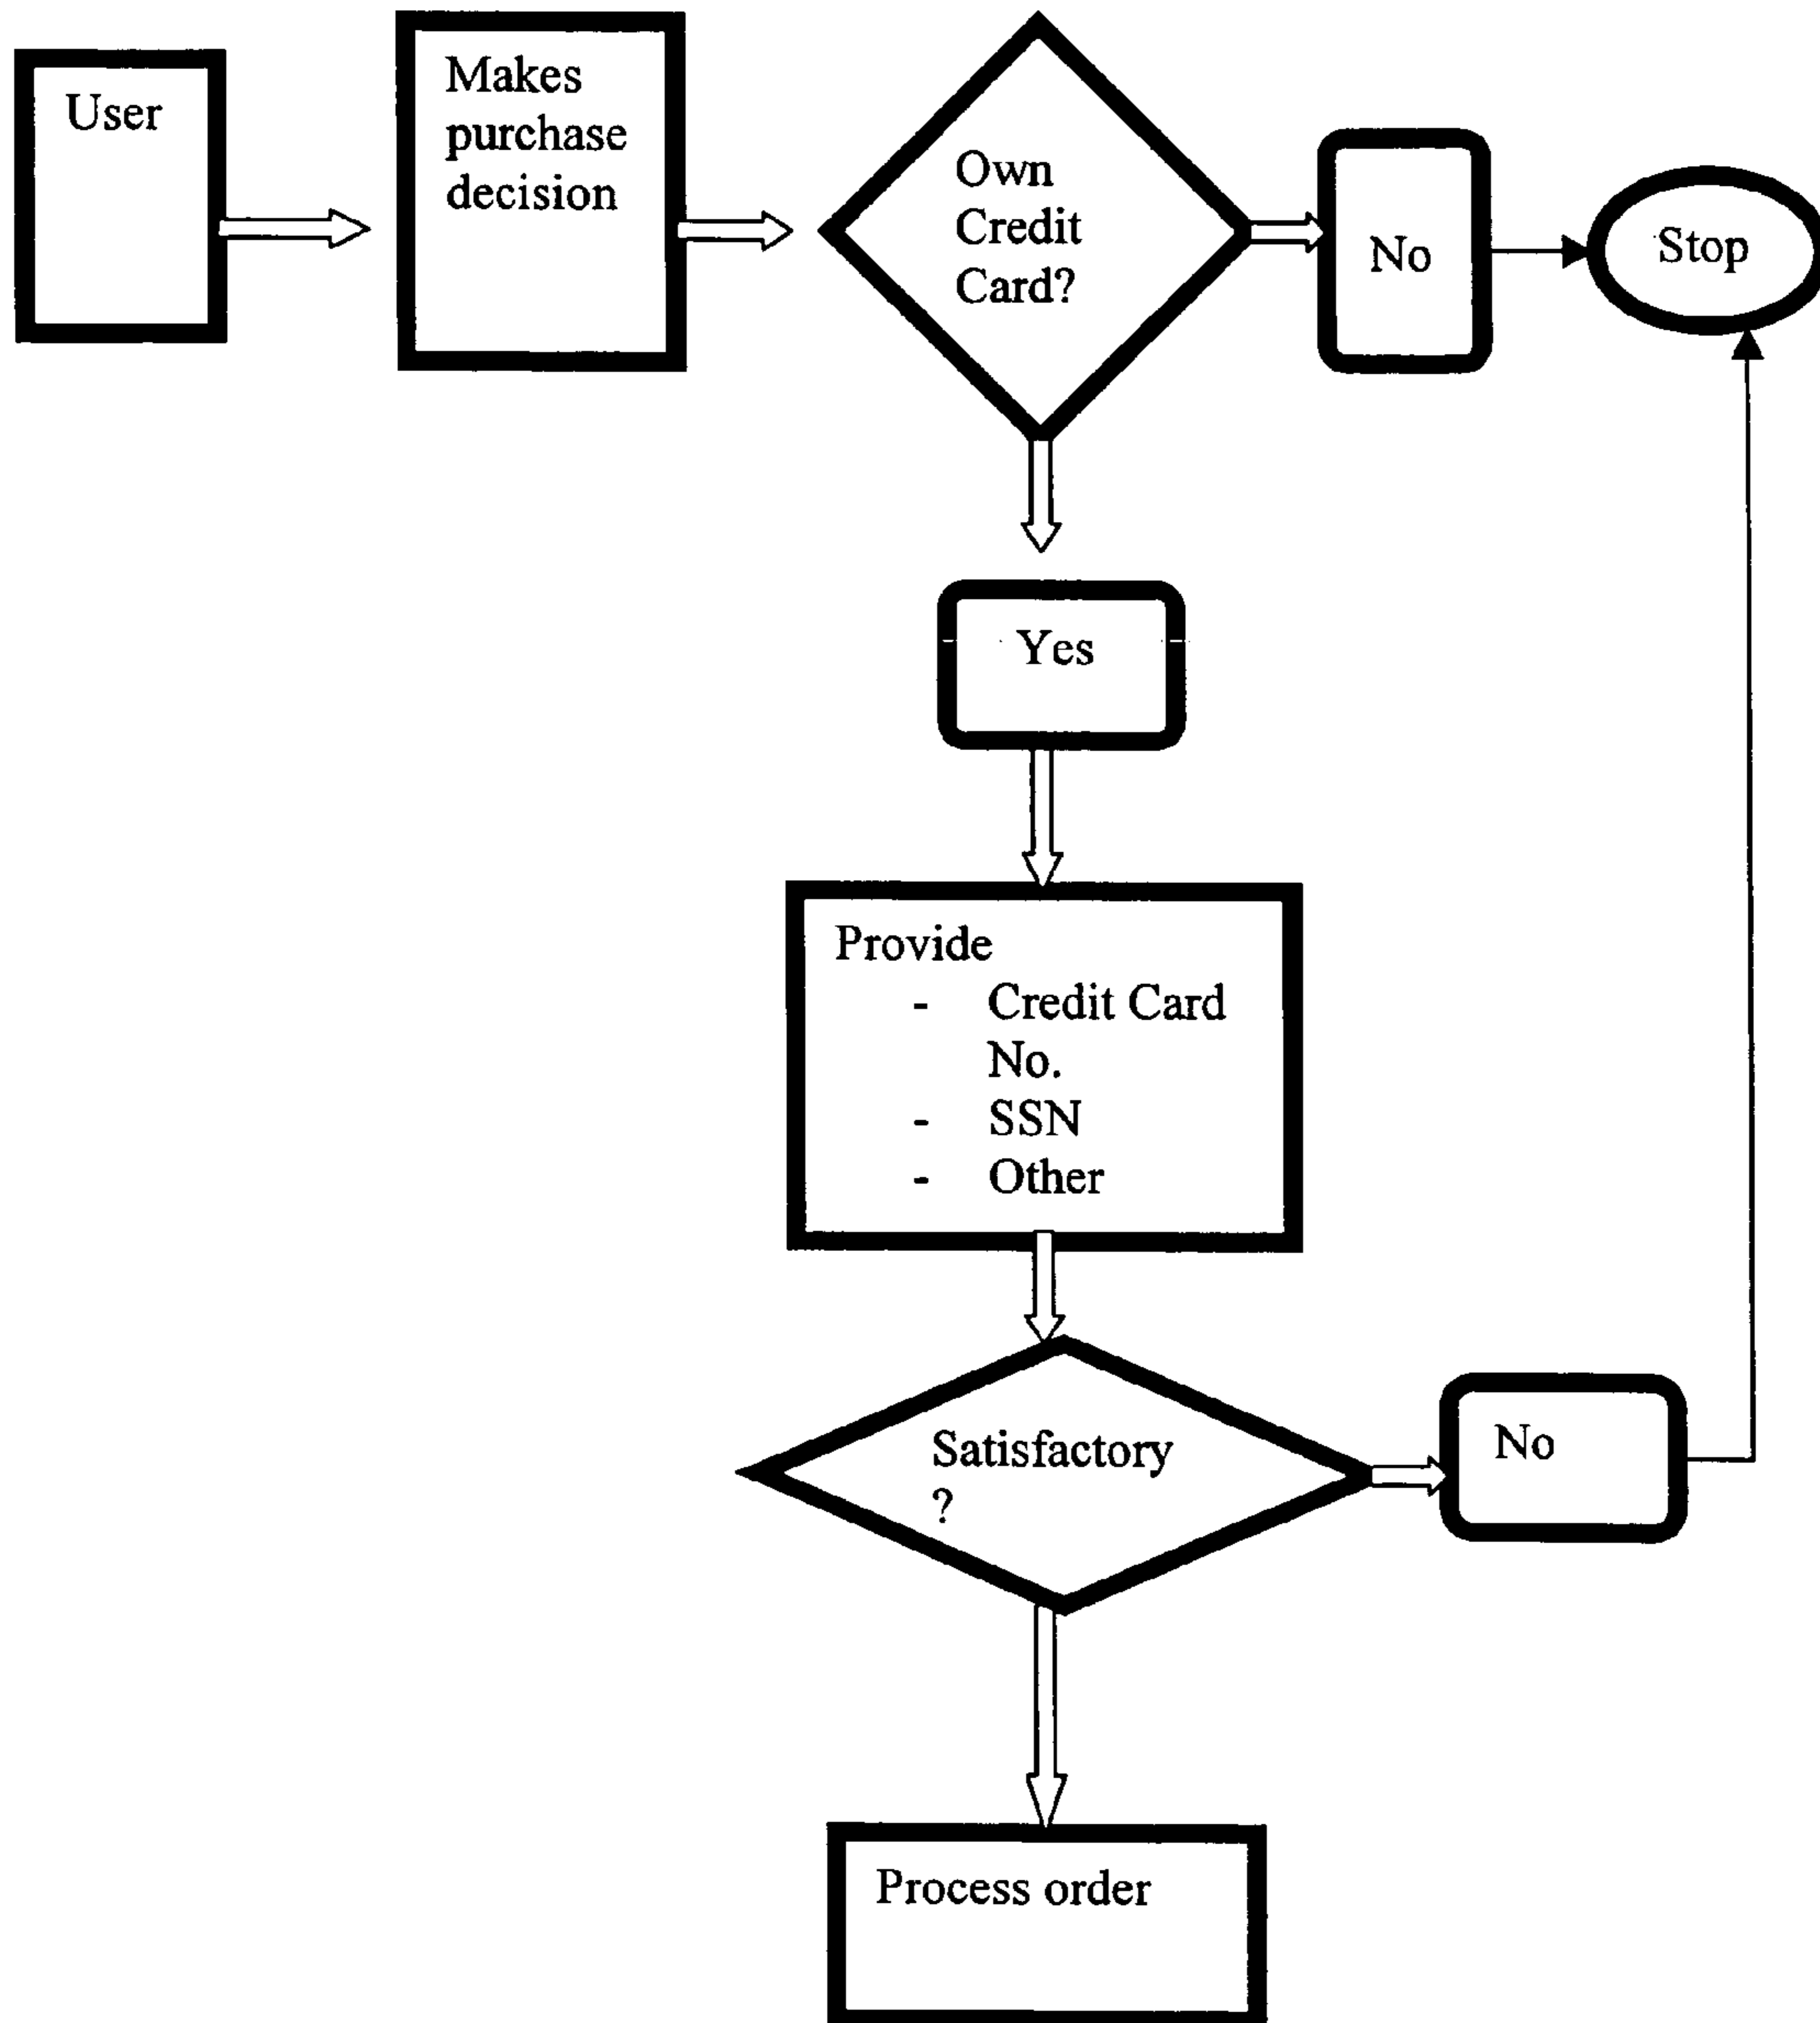 User
Makes
purchase
decision
Own
Credit
Card?
No
Stop
Yes
Provide
- Credit Card
No.
- SSN
- Other
Satisfactory
?
No
Process order